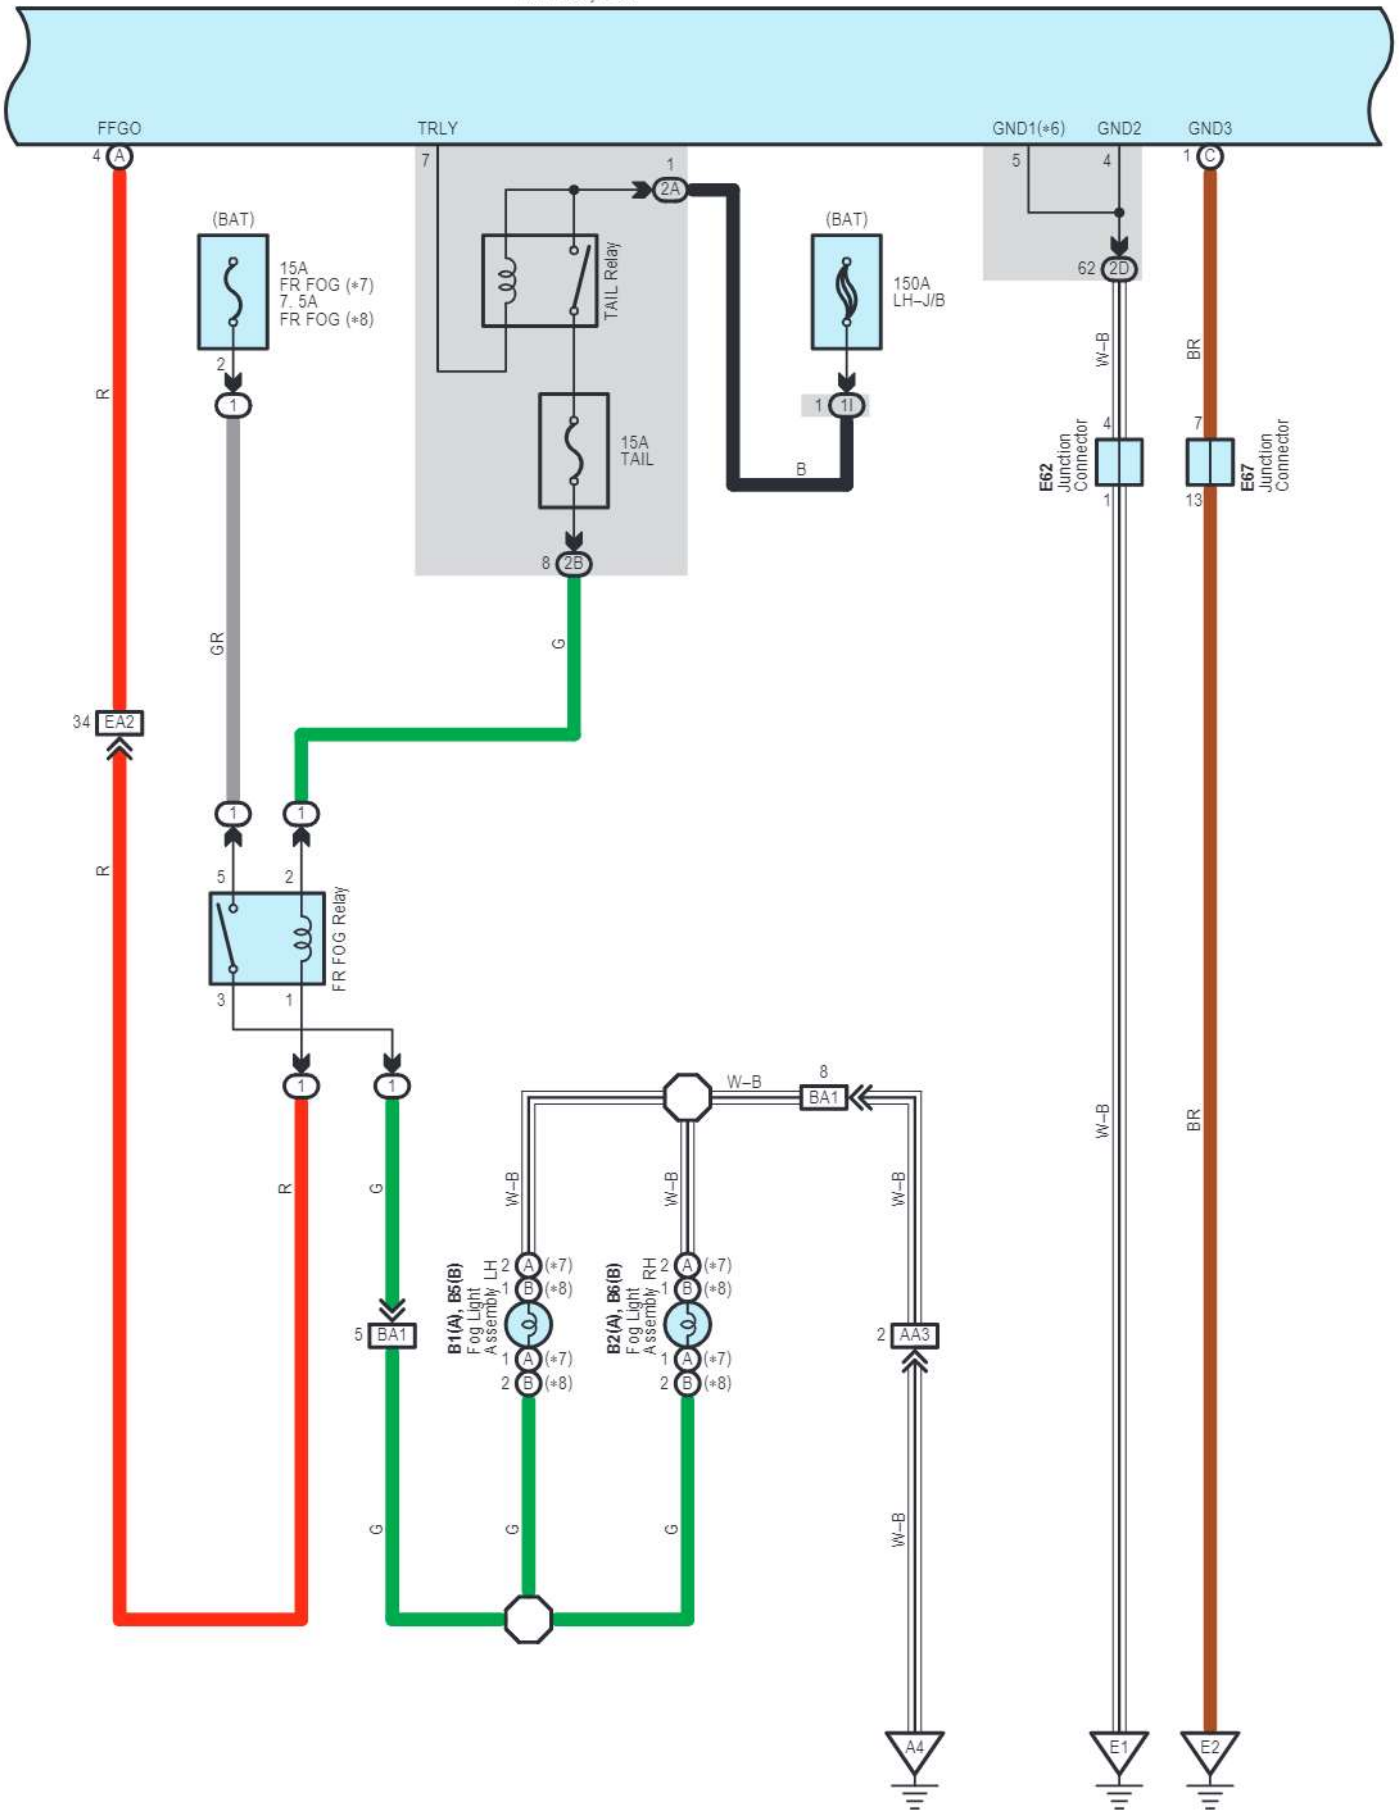 FFGO
TRLY
GND1(∗6)
GND2
GND3
4 A
7
1
2A
5
4
1 C
(BAT)
15A
FR FOG (∗7)
7. 5A
FR FOG (∗8)
2
1
TAIL Relay
15A
TAIL
8 2B
(BAT)
150A
LH–J/B
1 1I
B
62 2D
W–B
BR
4
E62
Junction
Connector
1
7
E67
Junction
Connector
13
R
GR
G
34 EA2
1
1
R
5
2
FR FOG Relay
3
1
1
1
W–B
8
BA1
W–B
BR
R
G
W–B
W–B
W–B
B1(A), B5(B)
Fog Light
Assembly LH
2 A (∗7)
1 B (∗8)
1 A (∗7)
2 B (∗8)
B2(A), B6(B)
Fog Light
Assembly RH
2 A (∗7)
1 B (∗8)
1 A (∗7)
2 B (∗8)
5 BA1
2 AA3
G
G
G
W–B
A4
E1
E2